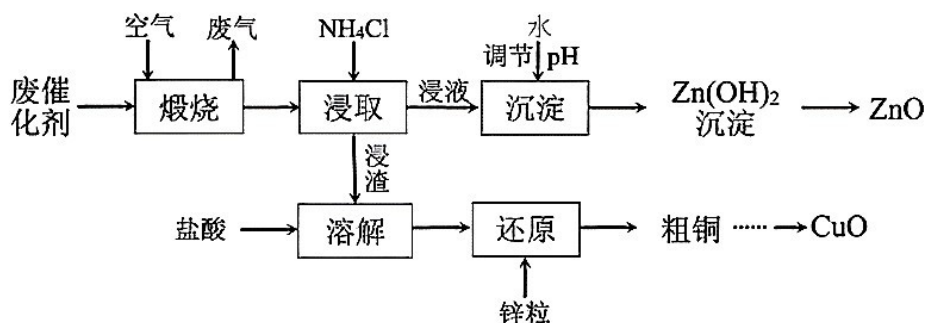 空气 废气 NH₄Cl 水
调节 pH
废催化剂 煅烧 浸取 浸液 沉淀 Zn(OH)₂沉淀 ZnO
浸渣
盐酸 溶解 还原 粗铜 …… CuO
锌粒